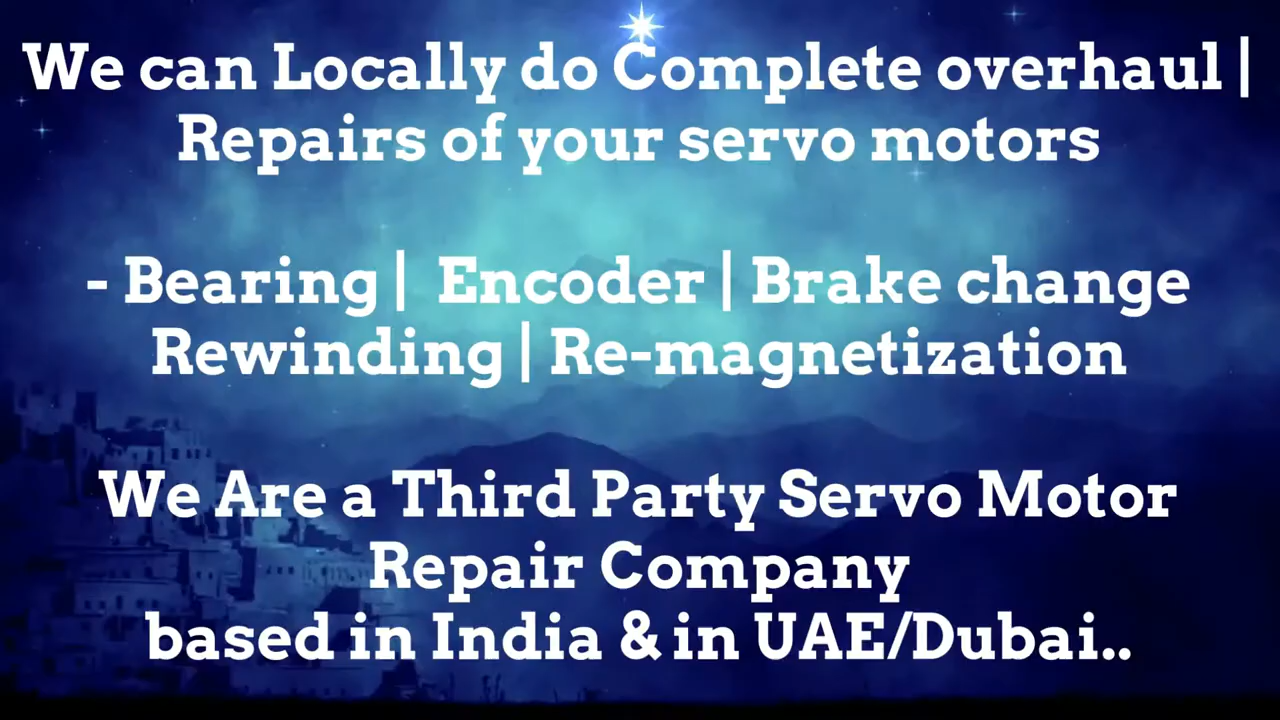 We can Locally do Complete overhaul |
Repairs of your servo motors
- Bearing | Encoder | Brake change
Rewinding | Re-magnetization
We Are a Third Party Servo Motor
Repair Company
based in India & in UAE/Dubai..